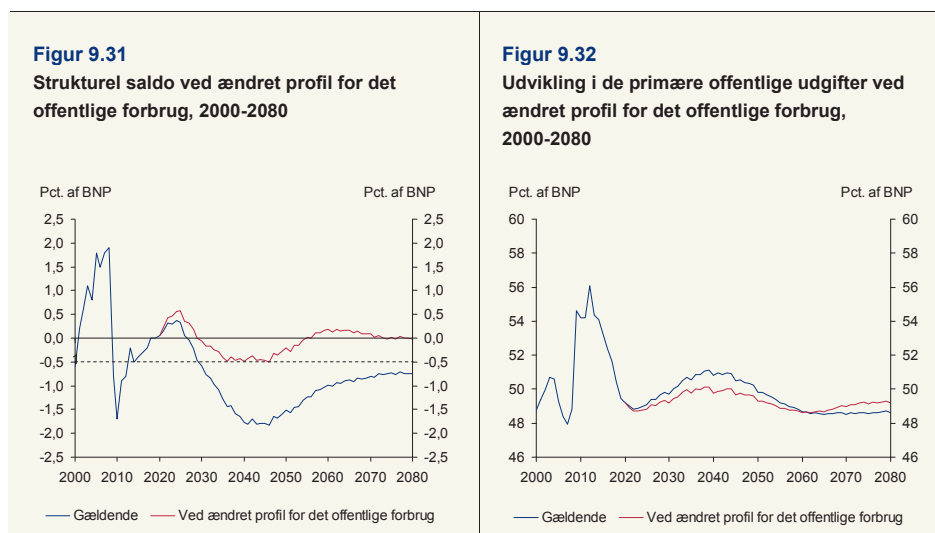 Figur 9.31
Strukturel saldo ved ændret profil for det
offentlige forbrug, 2000-2080
Pct. af BNP Pct. af BNP
2,5 2,5
2,0 2,0
1,5 1,5
1,0 1,0
0,5 0,5
0,0 0,0
-0,5 -0,5
-1,0 -1,0
-1,5 -1,5
-2,0 -2,0
-2,5 -2,5
2000 2010 2020 2030 2040 2050 2060 2070 2080
Gældende Ved ændret profil for det offentlige forbrug
Figur 9.32
Udvikling i de primære offentlige udgifter ved
ændret profil for det offentlige forbrug,
2000-2080
Pct. af BNP Pct. af BNP
60 60
58 58
56 56
54 54
52 52
50 50
48 48
46 46
2000 2010 2020 2030 2040 2050 2060 2070 2080
Gældende Ved ændret profil for det offentlige forbrug